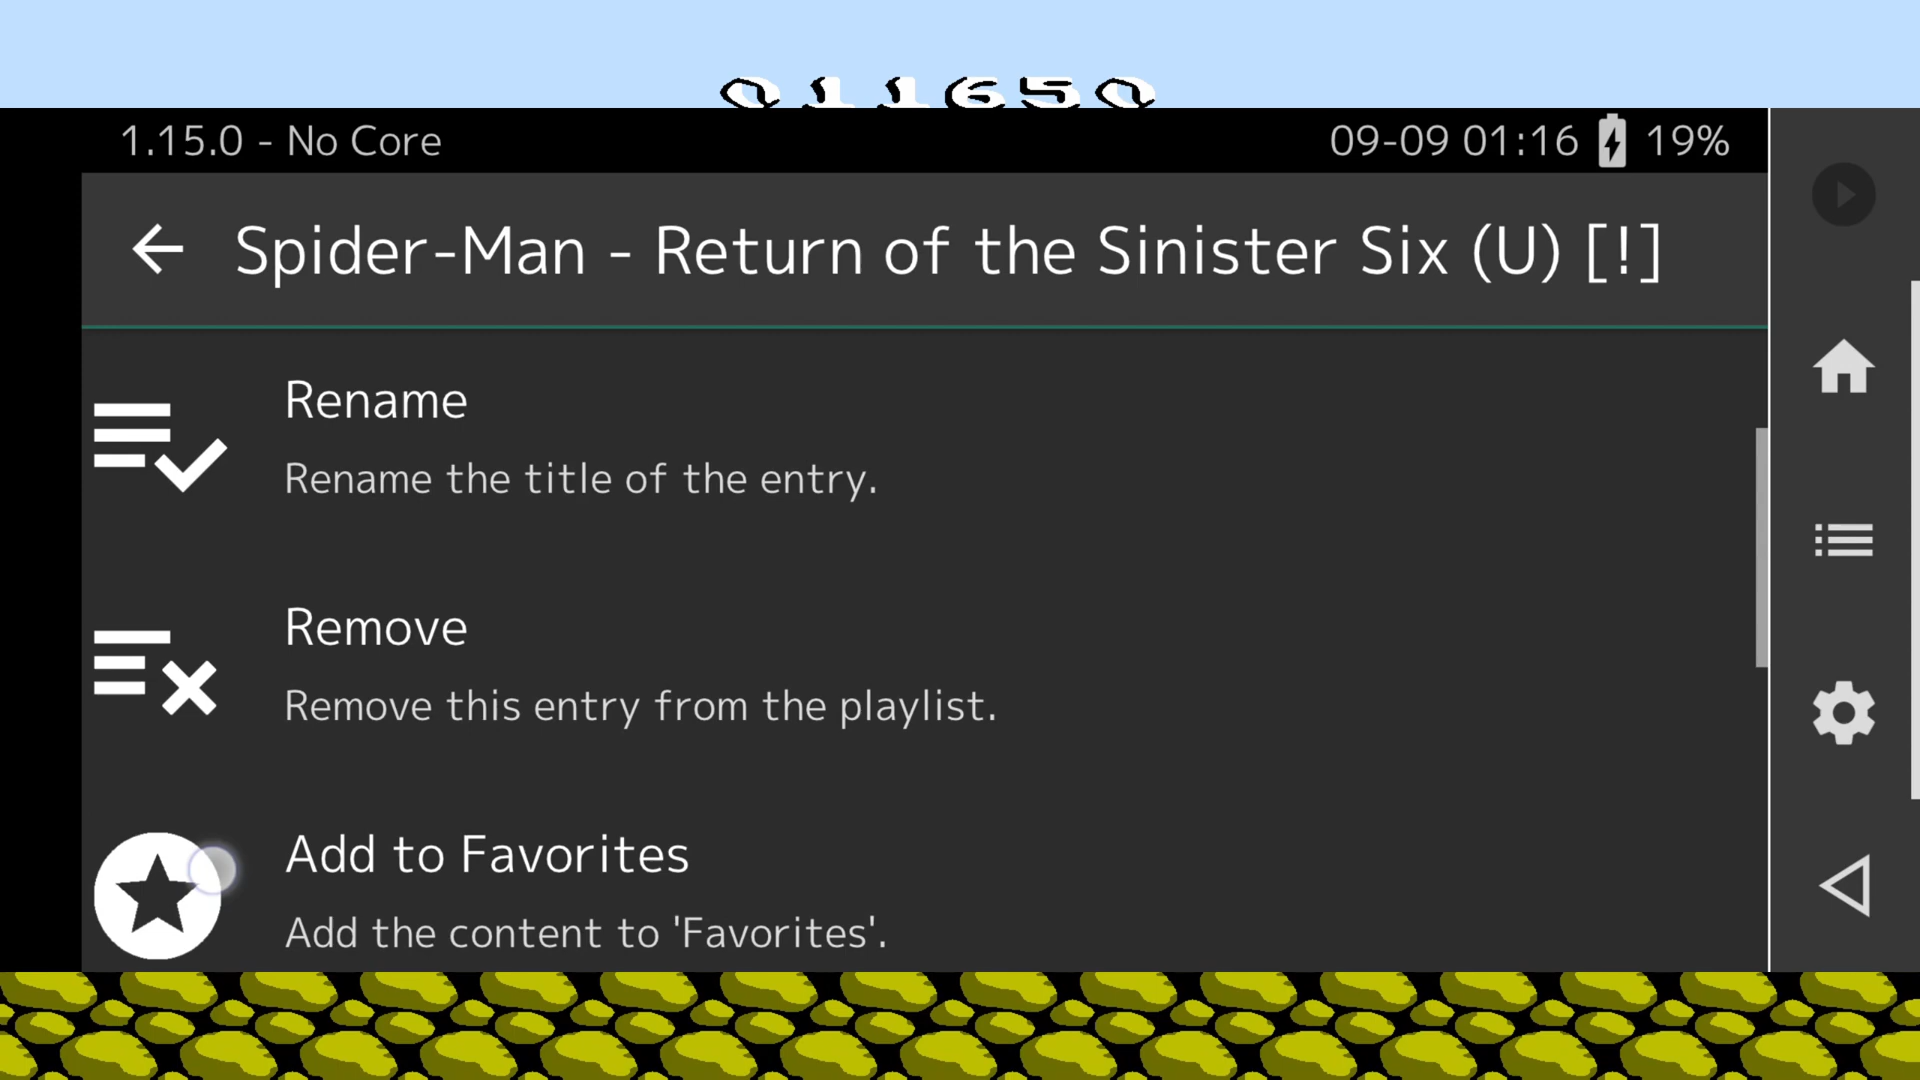 011650
1.15.0 - No Core
09-09 01:16 19%
Spider-Man - Return of the Sinister Six (U) [!]
Rename
Rename the title of the entry.
Remove
Remove this entry from the playlist.
Add to Favorites
Add the content to 'Favorites'.